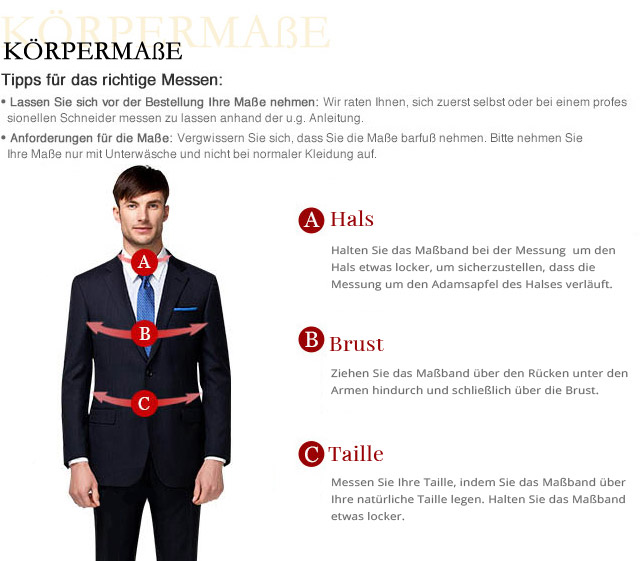 KÖRPERMAßE
KÖRPERMAßE
Tipps für das richtige Messen:
• Lassen Sie sich vor der Bestellung Ihre Maße nehmen: Wir raten Ihnen, sich zuerst selbst oder bei einem profes
sionellen Schneider messen zu lassen anhand der u.g. Anleitung.
• Anforderungen für die Maße: Vergwissern Sie sich, dass Sie die Maße barfuß nehmen. Bitte nehmen Sie
Ihre Maße nur mit Unterwäsche und nicht bei normaler Kleidung auf.
A
B
C
A Hals
Halten Sie das Maßband bei der Messung um den
Hals etwas locker, um sicherzustellen, dass die
Messung um den Adamsapfel des Halses verläuft.
B Brust
Ziehen Sie das Maßband über den Rücken unter den
Armen hindurch und schließlich über die Brust.
C Taille
Messen Sie Ihre Taille, indem Sie das Maßband über
Ihre natürliche Taille legen. Halten Sie das Maßband
etwas locker.